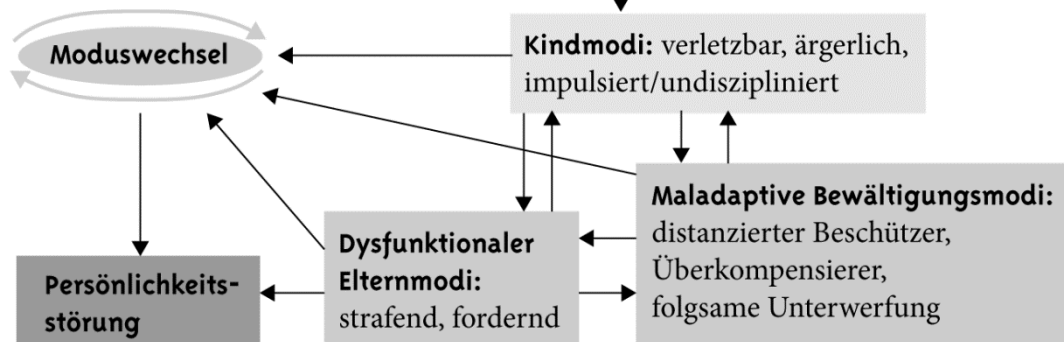 Moduswechsel
Kindmodi: verletzbar, ärgerlich,
impulsiert/undiszipliniert
Maladaptive Bewältigungsmodi:
distanzierter Beschützer,
Überkompensierer,
folgsame Unterwerfung
Dysfunktionaler
Elternmodi:
strafend, fordernd
Persönlichkeits-
störung